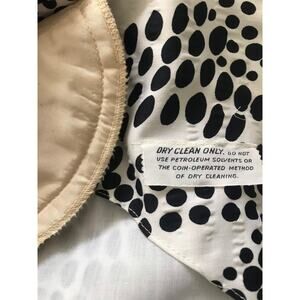 DRY CLEAN ONLY. DO NOT
USE PETROLEUM SOLVENTS OR
THE COIN-OPERATED METHOD
OF DRY CLEANING.